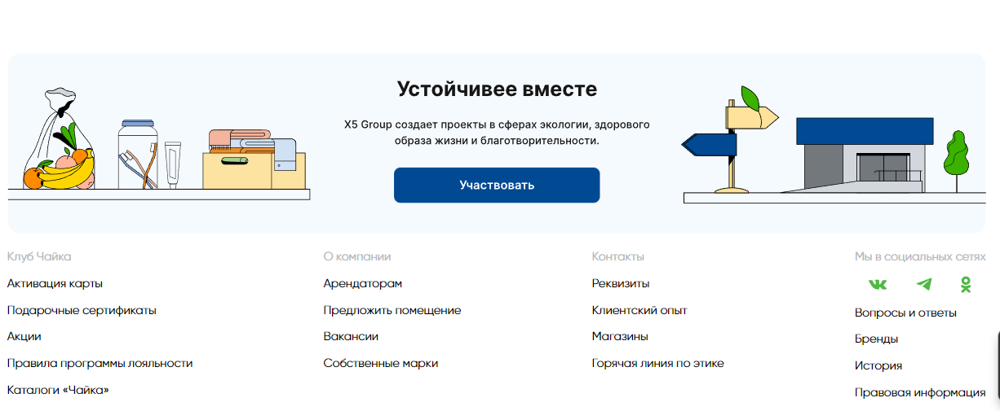 Устойчивее вместе
X5 Group создает проекты в сферах экологии, здорового
образа жизни и благотворительности.
Участвовать
Клуб Чайка
Активация карты
Подарочные сертификаты
Акции
Правила программы лояльности
Каталоги «Чайка»
О компании
Арендаторам
Предложить помещение
Вакансии
Собственные марки
Контакты
Реквизиты
Клиентский опыт
Магазины
Горячая линия по этике
Мы в социальных сетях
Вопросы и ответы
Бренды
История
Правовая информация